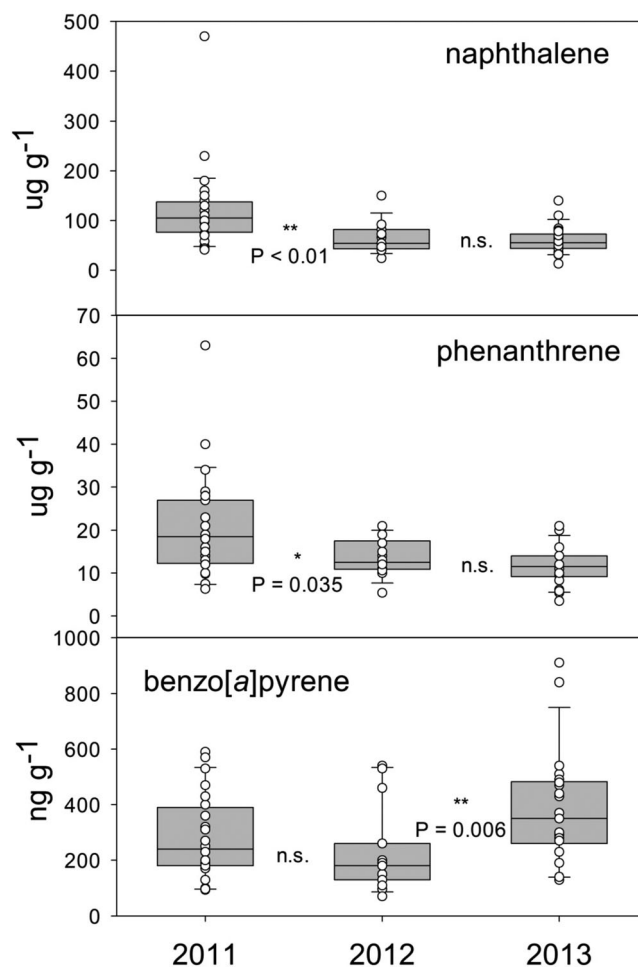 500
naphthalene
400
300
ug g⁻¹
200
100
**
P < 0.01
n.s.
0
70
phenanthrene
60
50
40
ug g⁻¹
30
20
*
P = 0.035
n.s.
10
0
1000
benzo[a]pyrene
800
600
ng g⁻¹
400
**
P = 0.006
200
n.s.
0
2011
2012
2013